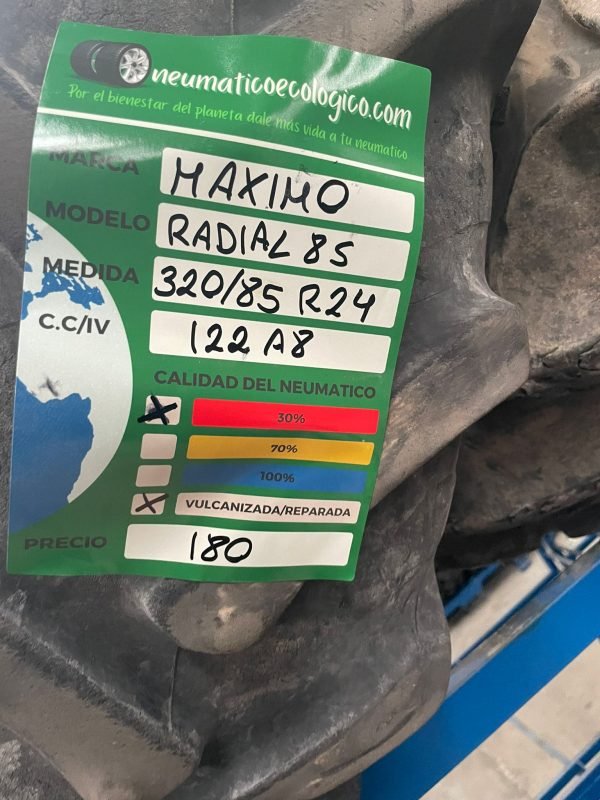 neumaticoecologico.com
Por el bienestar del planeta dale más vida a tu neumatico
MARCA MAXIMO
MODELO RADIAL 85
MEDIDA 320/85 R24
C.C/IV 122 A8
CALIDAD DEL NEUMATICO
X 30%
70%
100%
X VULCANIZADA/REPARADA
PRECIO 180